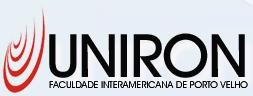 UNIRON
FACULDADE INTERAMERICANA DE PORTO VELHO